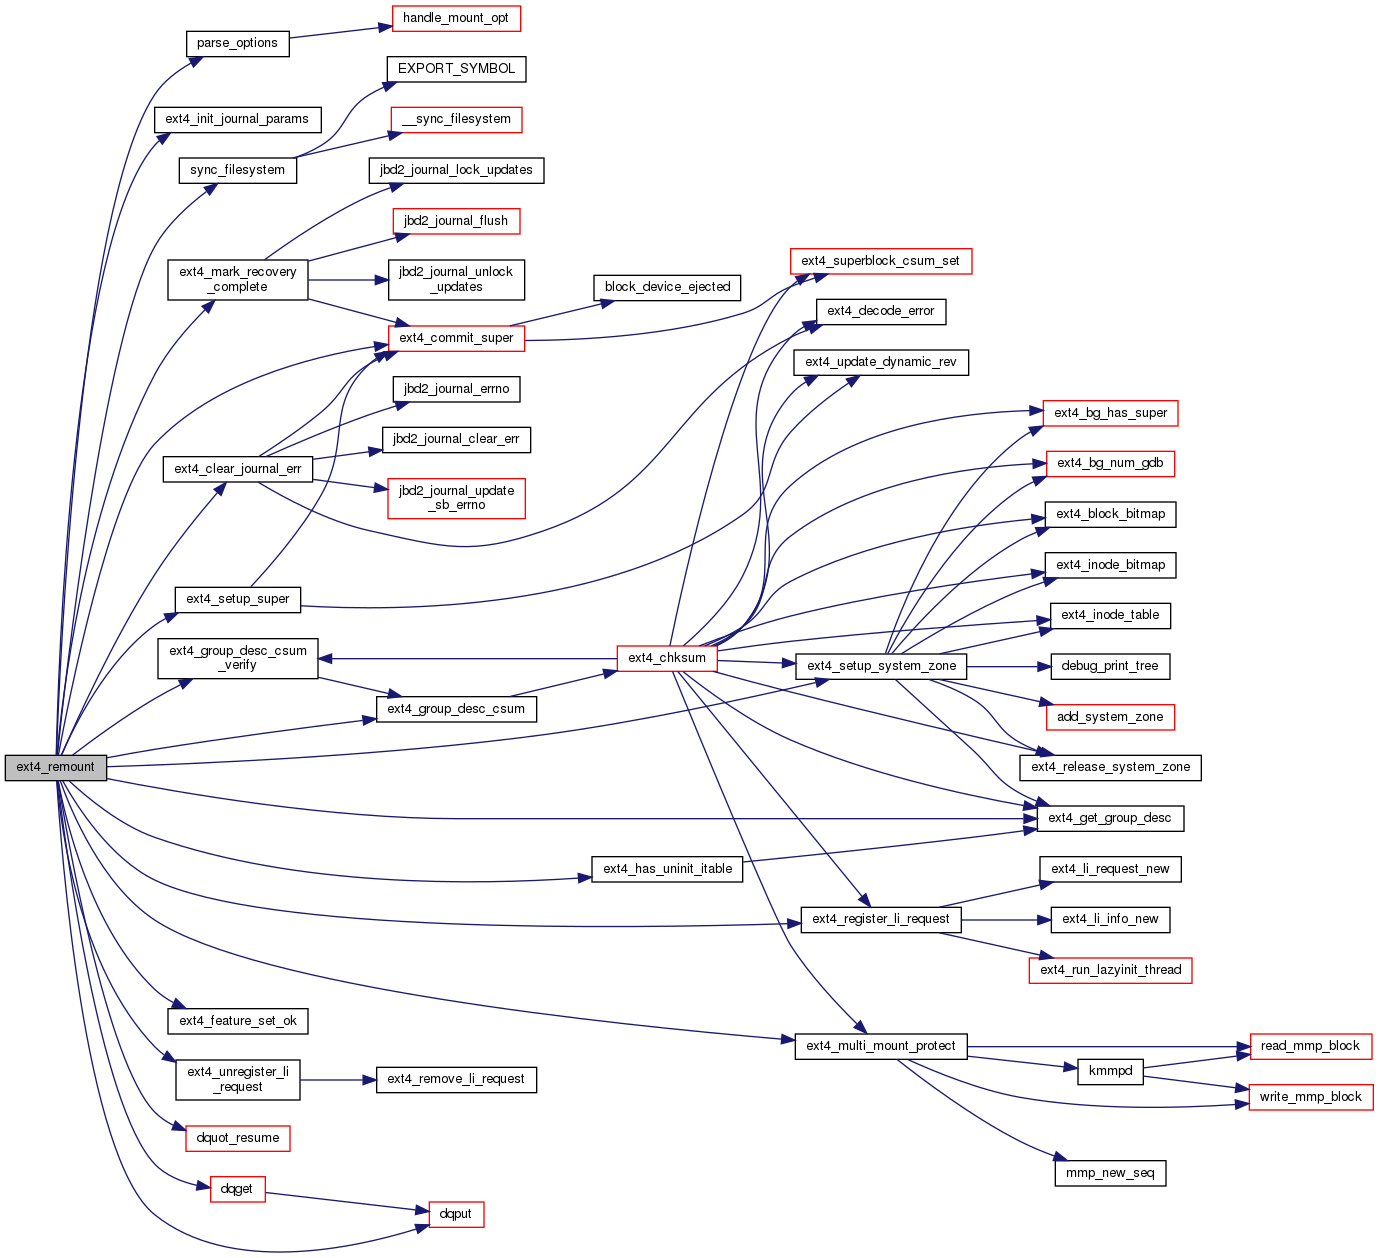 handle_mount_opt
parse_options
EXPORT_SYMBOL
ext4_init_journal_params
__sync_filesystem
sync_filesystem
jbd2_journal_lock_updates
jbd2_journal_flush
ext4_mark_recovery
_complete
jbd2_journal_unlock
_updates
block_device_ejected
ext4_superblock_csum_set
ext4_decode_error
ext4_commit_super
ext4_update_dynamic_rev
jbd2_journal_errno
ext4_bg_has_super
jbd2_journal_clear_err
ext4_clear_journal_err
ext4_bg_num_gdb
jbd2_journal_update
_sb_errno
ext4_block_bitmap
ext4_inode_bitmap
ext4_setup_super
ext4_inode_table
ext4_group_desc_csum
_verify
ext4_chksum
ext4_setup_system_zone
debug_print_tree
ext4_group_desc_csum
add_system_zone
ext4_remount
ext4_release_system_zone
ext4_get_group_desc
ext4_has_uninit_itable
ext4_li_request_new
ext4_register_li_request
ext4_li_info_new
ext4_run_lazyinit_thread
ext4_feature_set_ok
ext4_multi_mount_protect
read_mmp_block
kmmpd
ext4_unregister_li
_request
ext4_remove_li_request
write_mmp_block
dquot_resume
mmp_new_seq
dqget
dqput